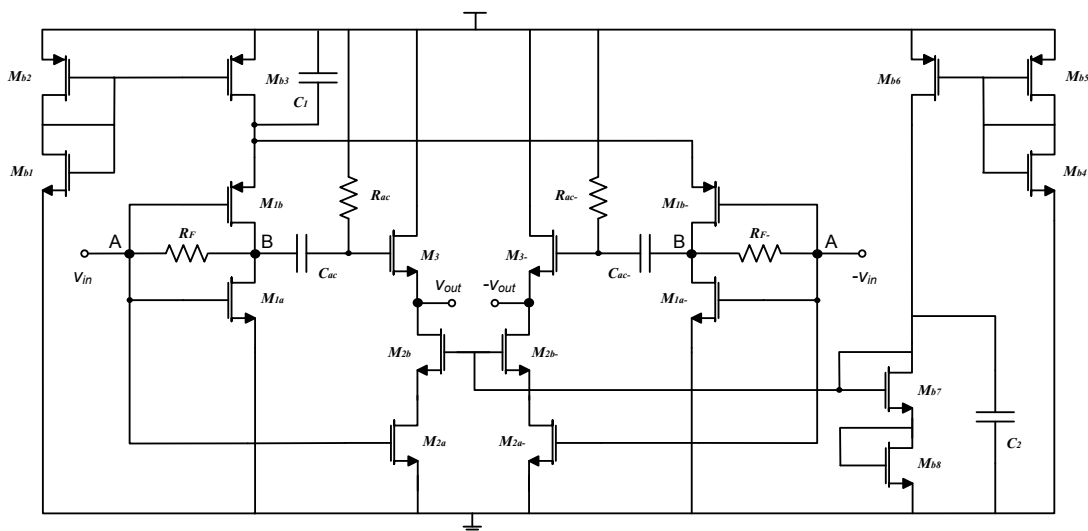 Mb2
Mb3
C1
Mb6
Mb5
Mb1
Mb4
M1b
Rac
Rac-
M1b-
A
RF
B
B
RF-
A
Vin
Cac
M3
M3-
Cac-
-Vin
M1a
Vout
-Vout
M1a-
M2b
M2b-
Mb7
M2a
M2a-
C2
Mb8